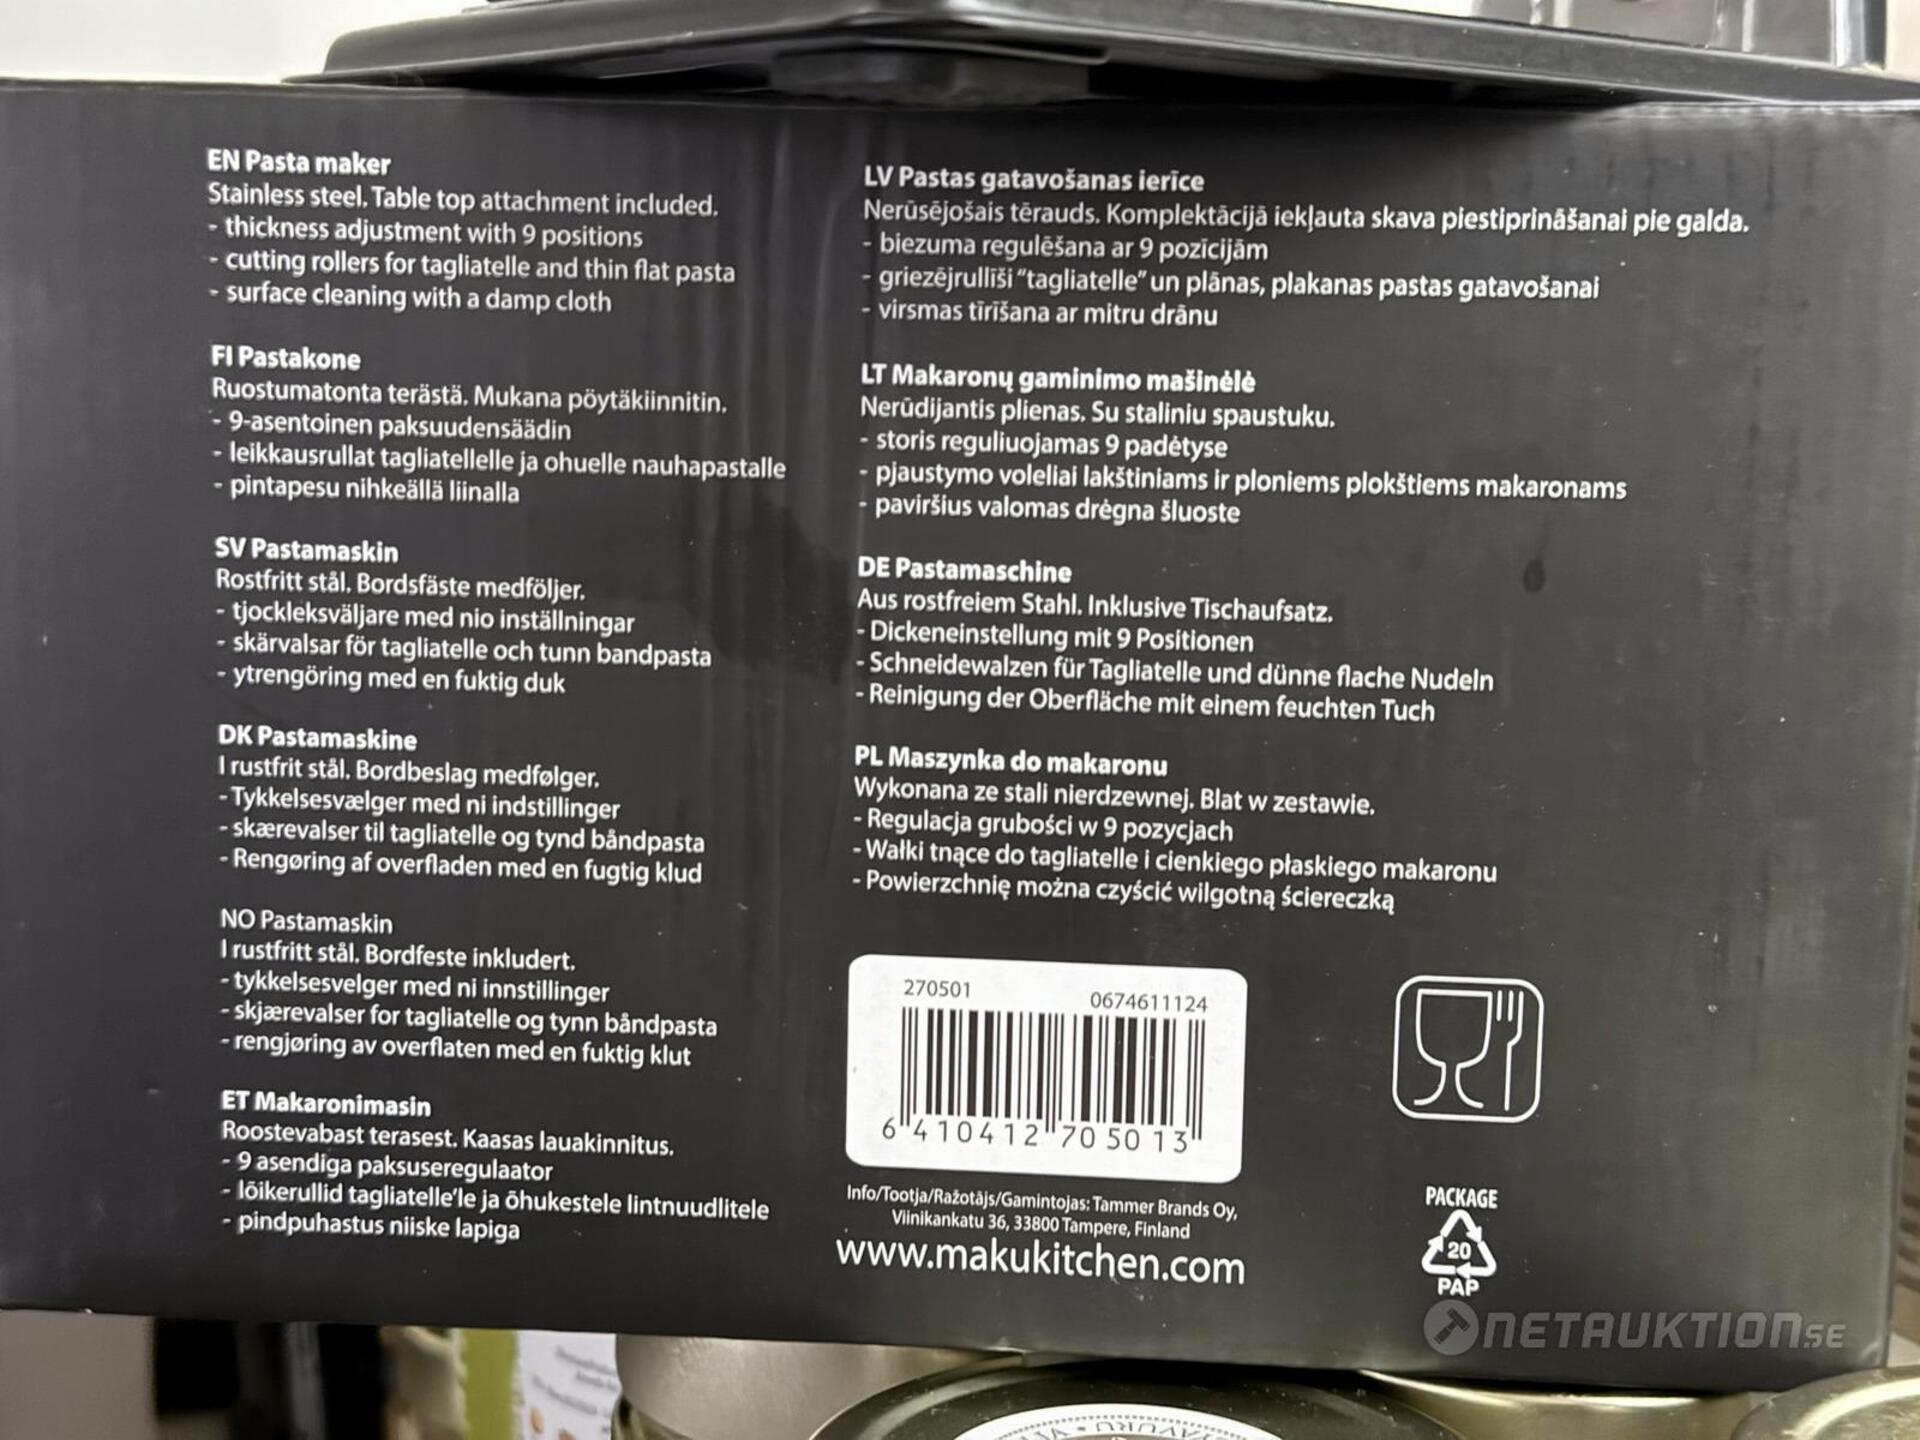 EN Pasta maker
Stainless steel. Table top attachment included.
- thickness adjustment with 9 positions
- cutting rollers for tagliatelle and thin flat pasta
- surface cleaning with a damp cloth
FI Pastakone
Ruostumatonta terästä. Mukana pöytäkiinnitin.
- 9-asentoinen paksuudensäädin
- leikkausrullat tagliatellelle ja ohuelle nauhapastalle
- pintapesu nihkeällä liinalla
SV Pastamaskin
Rostfritt stål. Bordsfäste medföljer.
- tjockleksväljare med nio inställningar
- skärvalsar för tagliatelle och tunn bandpasta
- ytrengöring med en fuktig duk
DK Pastamaskine
I rustfrit stål. Bordbeslag medfølger.
- Tykkelsesvælger med ni indstillinger
- skærevalser til tagliatelle og tynd båndpasta
- Rengøring af overfladen med en fugtig klud
NO Pastamaskin
I rustfritt stål. Bordfeste inkludert.
- tykkelsesvelger med ni innstillinger
- skjærevalser for tagliatelle og tynn båndpasta
- rengjøring av overflaten med en fuktig klut
ET Makaronimasin
Roostevabast terasest. Kaasas lauakinnitus.
- 9 asendiga paksuseregulaator
- lõikerullid tagliatelle'le ja õhukestele lintnuudlitele
- pindpuhastus niiske lapiga
LV Pastas gatavošanas ierīce
Nerūsējošais tērauds. Komplektācijā iekļauta skava piestiprināšanai pie galda.
- biezuma regulēšana ar 9 pozīcijām
- griezējrullīši “tagliatelle” un plānas, plakanas pastas gatavošanai
- virsmas tīrīšana ar mitru drānu
LT Makaronų gaminimo mašinėlė
Nerūdijantis plienas. Su staliniu spaustuku.
- storis reguliuojamas 9 padėtyse
- pjaustymo voleliai lakštiniams ir ploniems plokštiems makaronams
- paviršius valomas drėgna šluoste
DE Pastamaschine
Aus rostfreiem Stahl. Inklusive Tischaufsatz.
- Dickeneinstellung mit 9 Positionen
- Schneidewalzen für Tagliatelle und dünne flache Nudeln
- Reinigung der Oberfläche mit einem feuchten Tuch
PL Maszynka do makaronu
Wykonana ze stali nierdzewnej. Blat w zestawie.
- Regulacja grubości w 9 pozycjach
- Wałki tnące do tagliatelle i cienkiego płaskiego makaronu
- Powierzchnię można czyścić wilgotną ściereczką
270501 0674611124
6 410412 705013
Info/Tootja/Ražotājs/Gamintojas: Tammer Brands Oy,
Viinikankatu 36, 33800 Tampere, Finland
www.makukitchen.com
PACKAGE
20
PAP
NETAUKTION.SE